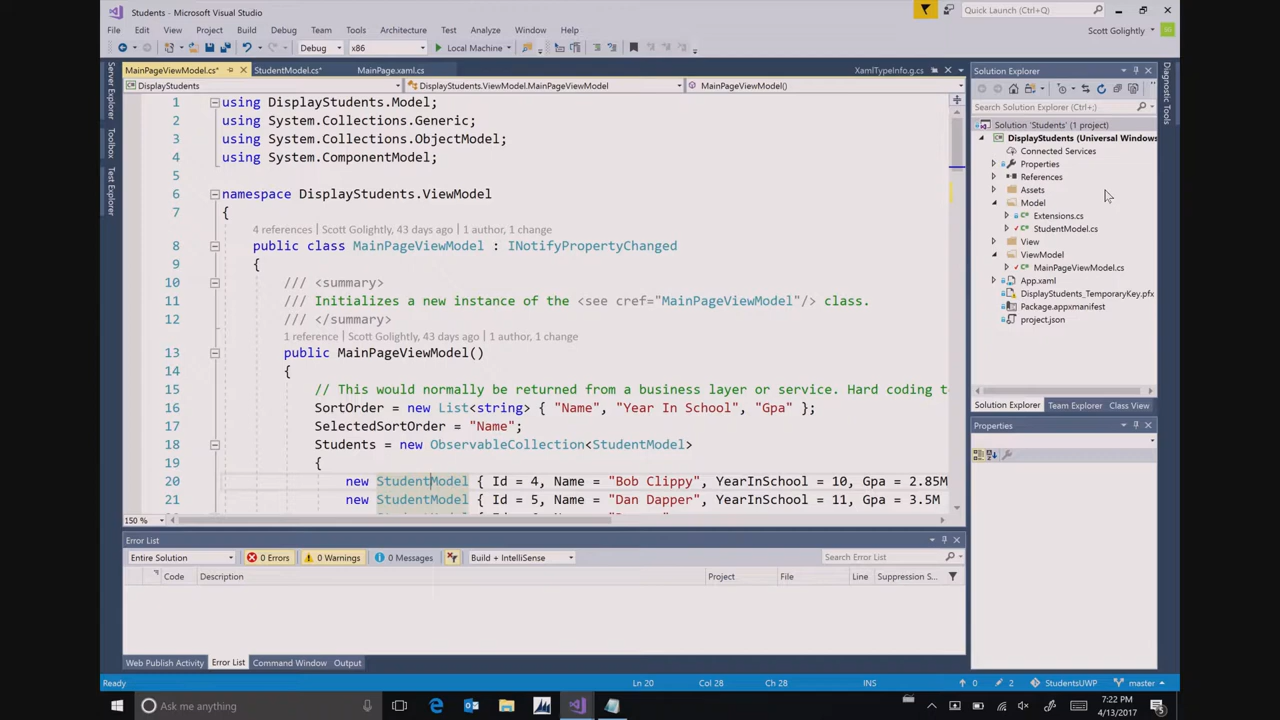 Students - Microsoft Visual Studio
Quick Launch (Ctrl+Q)
File Edit View Project Build Debug Team Tools Architecture Test Analyze Window Help
Scott Golightly SG
Debug x86 Local Machine
MainPageViewModel.cs* StudentModel.cs* MainPage.xaml.cs XamlTypeInfo.g.cs
DisplayStudents DisplayStudents.ViewModel.MainPageViewModel MainPageViewModel()
1 using DisplayStudents.Model;
2 using System.Collections.Generic;
3 using System.Collections.ObjectModel;
4 using System.ComponentModel;
5
6 namespace DisplayStudents.ViewModel
7 {
4 references | Scott Golightly, 43 days ago | 1 author, 1 change
8 public class MainPageViewModel : INotifyPropertyChanged
9 {
10 /// <summary>
11 /// Initializes a new instance of the <see cref="MainPageViewModel"/> class.
12 /// </summary>
1 reference | Scott Golightly, 43 days ago | 1 author, 1 change
13 public MainPageViewModel()
14 {
15 // This would normally be returned from a business layer or service. Hard coding t
16 SortOrder = new List<string> { "Name", "Year In School", "Gpa" };
17 SelectedSortOrder = "Name";
18 Students = new ObservableCollection<StudentModel>
19 {
20 new StudentModel { Id = 4, Name = "Bob Clippy", YearInSchool = 10, Gpa = 2.85M
21 new StudentModel { Id = 5, Name = "Dan Dapper", YearInSchool = 11, Gpa = 3.5M
150 %
Server Explorer
Toolbox
Test Explorer
Solution Explorer
Search Solution Explorer (Ctrl+;)
Solution 'Students' (1 project)
DisplayStudents (Universal Windows
Connected Services
Properties
References
Assets
Model
Extensions.cs
StudentModel.cs
View
ViewModel
MainPageViewModel.cs
App.xaml
DisplayStudents_TemporaryKey.pfx
Package.appxmanifest
project.json
Solution Explorer Team Explorer Class View
Properties
Diagnostic Tools
Error List
Entire Solution 0 Errors 0 Warnings 0 Messages Build + IntelliSense Search Error List
Code Description Project File Line Suppression S...
Web Publish Activity Error List Command Window Output
Ready Ln 20 Col 28 Ch 28 INS 0 2 StudentsUWP master
Ask me anything
7:22 PM
4/13/2017
5